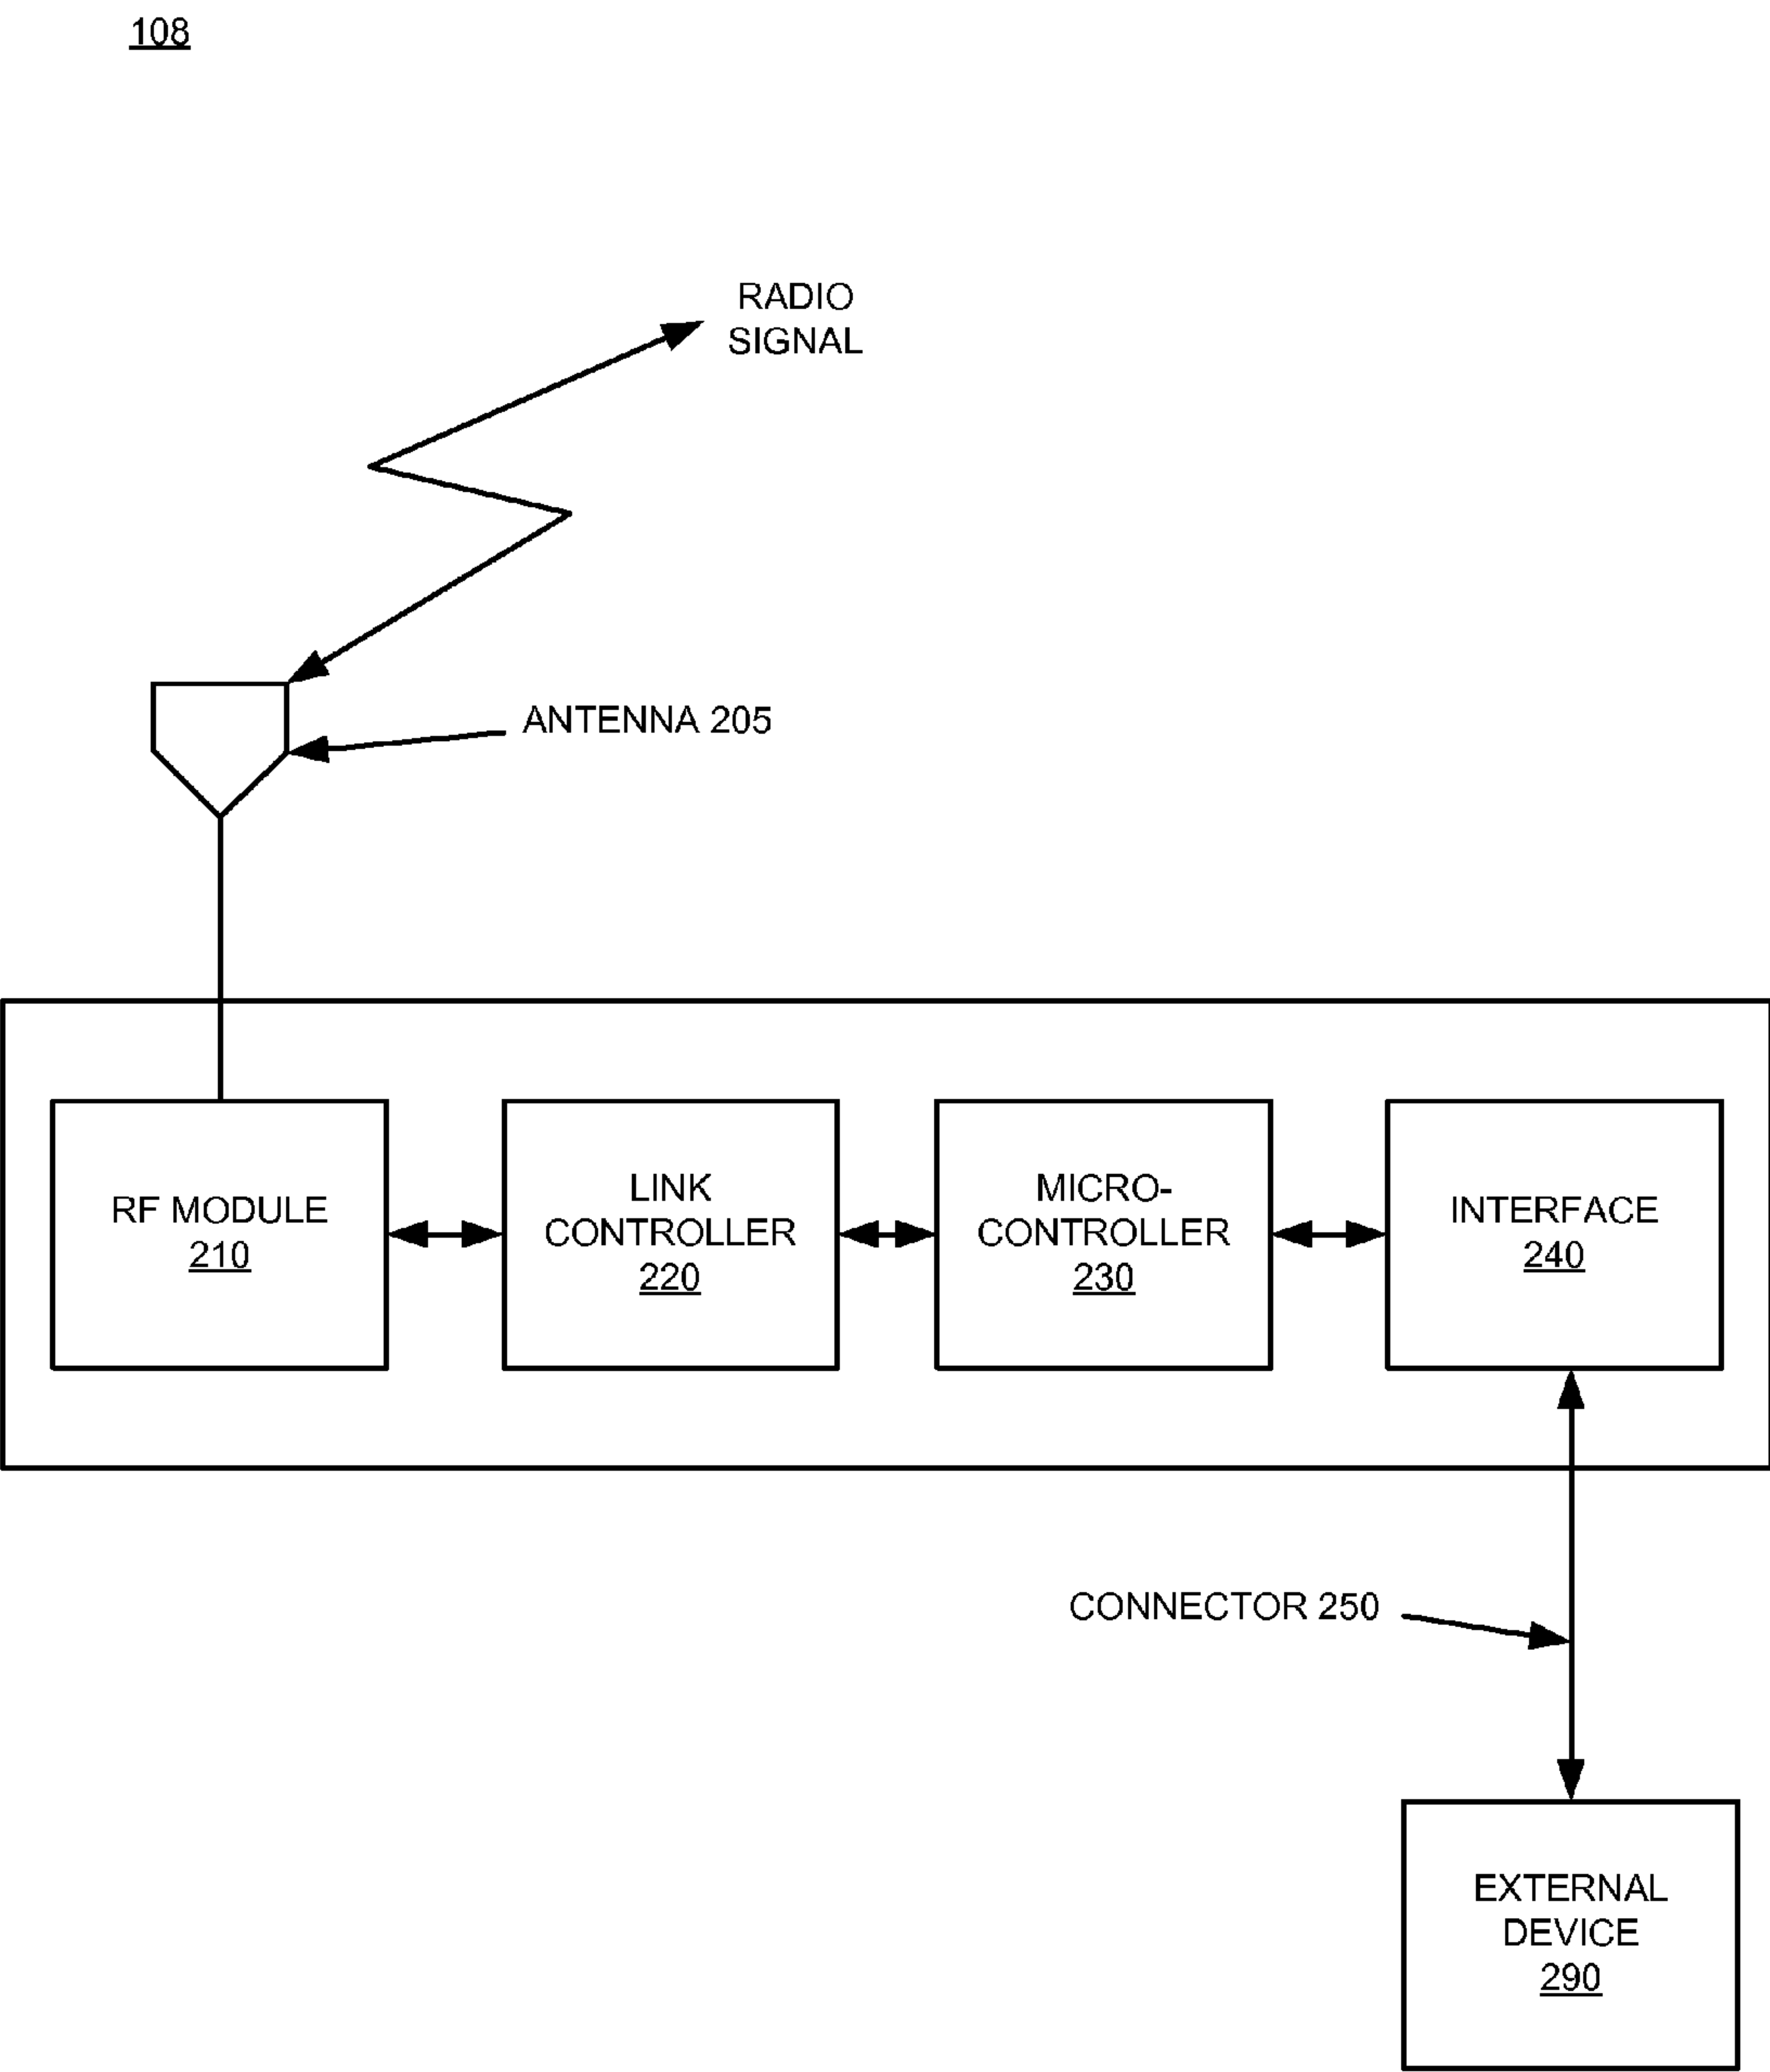 108
RADIO
SIGNAL
ANTENNA 205
RF MODULE
210
LINK
CONTROLLER
220
MICRO-
CONTROLLER
230
INTERFACE
240
CONNECTOR 250
EXTERNAL
DEVICE
290